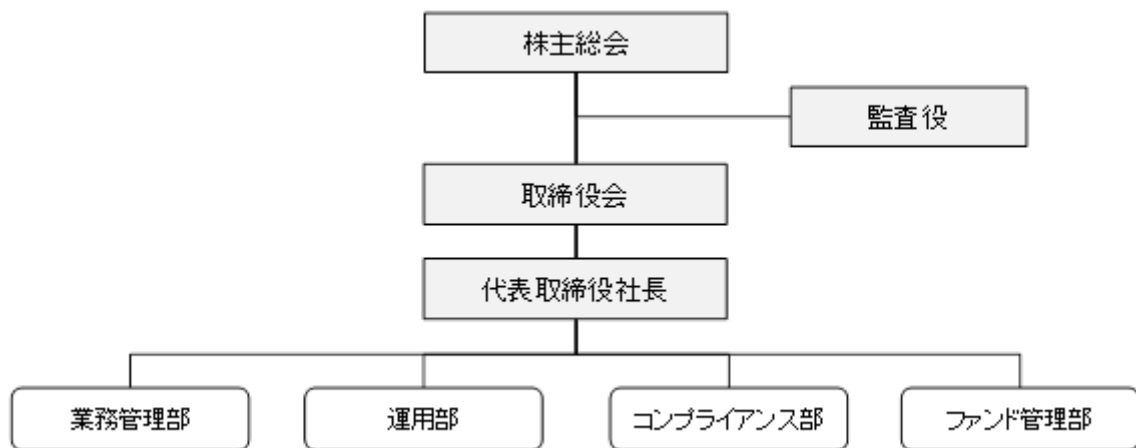 株主総会
監査役
取締役会
代表取締役社長
業務管理部
運用部
コンプライアンス部
ファンド管理部